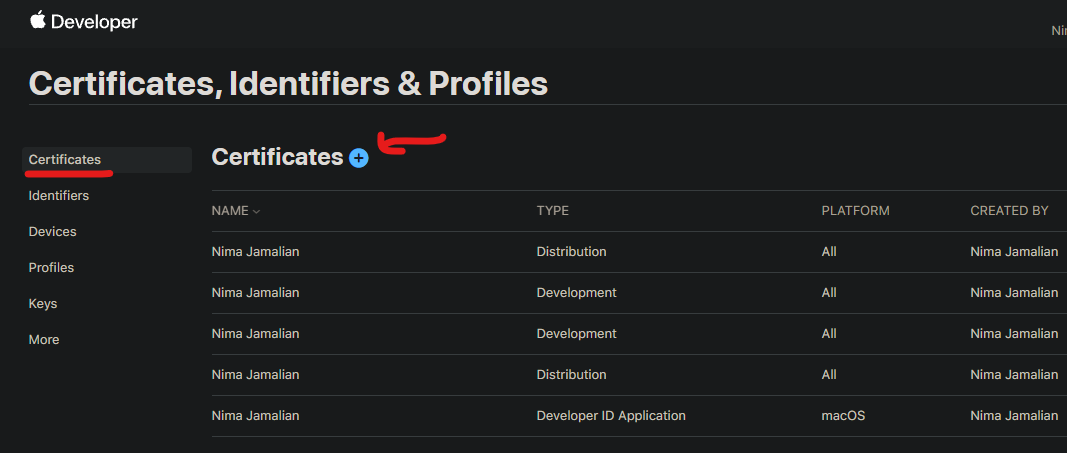 Developer
Nin
Certificates, Identifiers & Profiles
Certificates
Identifiers
Devices
Profiles
Keys
More
Certificates +
NAME TYPE PLATFORM CREATED BY
Nima Jamalian Distribution All Nima Jamalian
Nima Jamalian Development All Nima Jamalian
Nima Jamalian Development All Nima Jamalian
Nima Jamalian Distribution All Nima Jamalian
Nima Jamalian Developer ID Application macOS Nima Jamalian